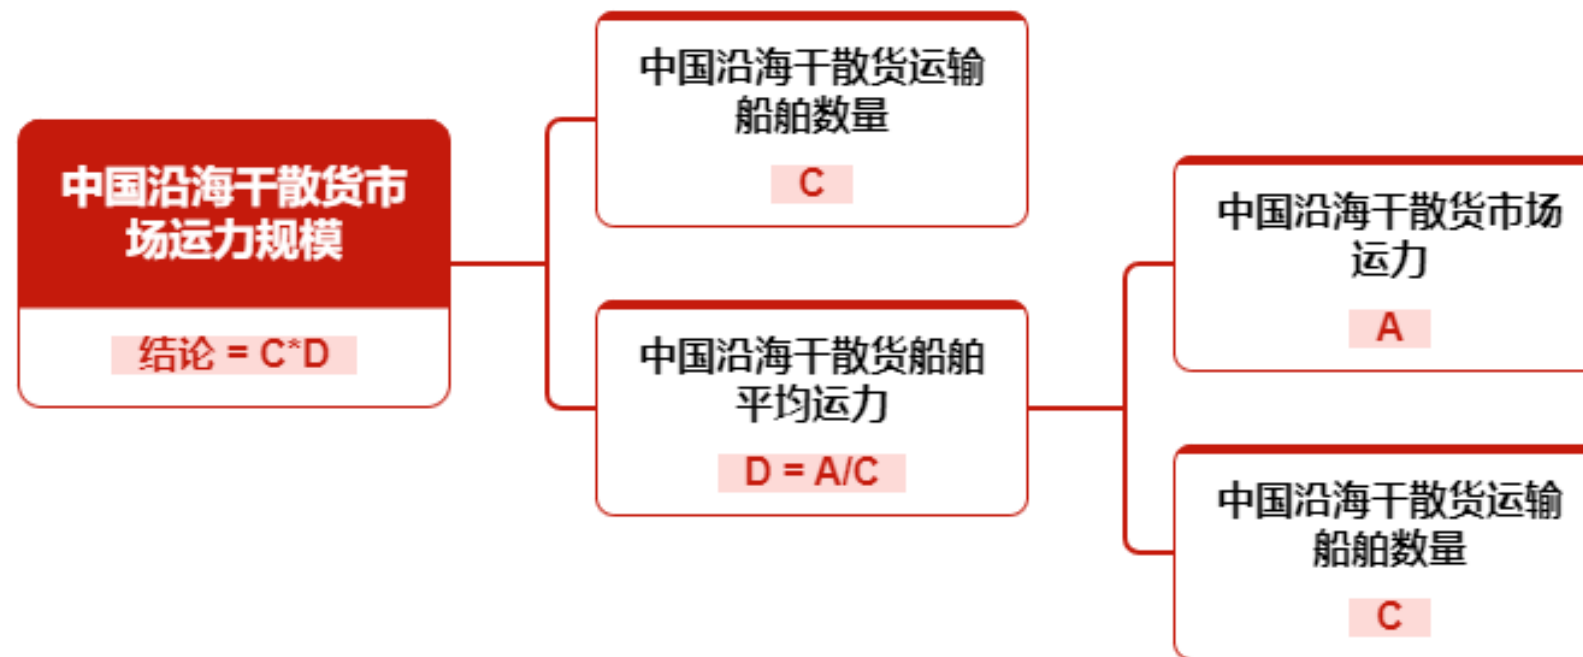 中国沿海干散货市
场运力规模
结论 = C*D
中国沿海干散货运输
船舶数量
C
中国沿海干散货船舶
平均运力
D = A/C
中国沿海干散货市场
运力
A
中国沿海干散货运输
船舶数量
C